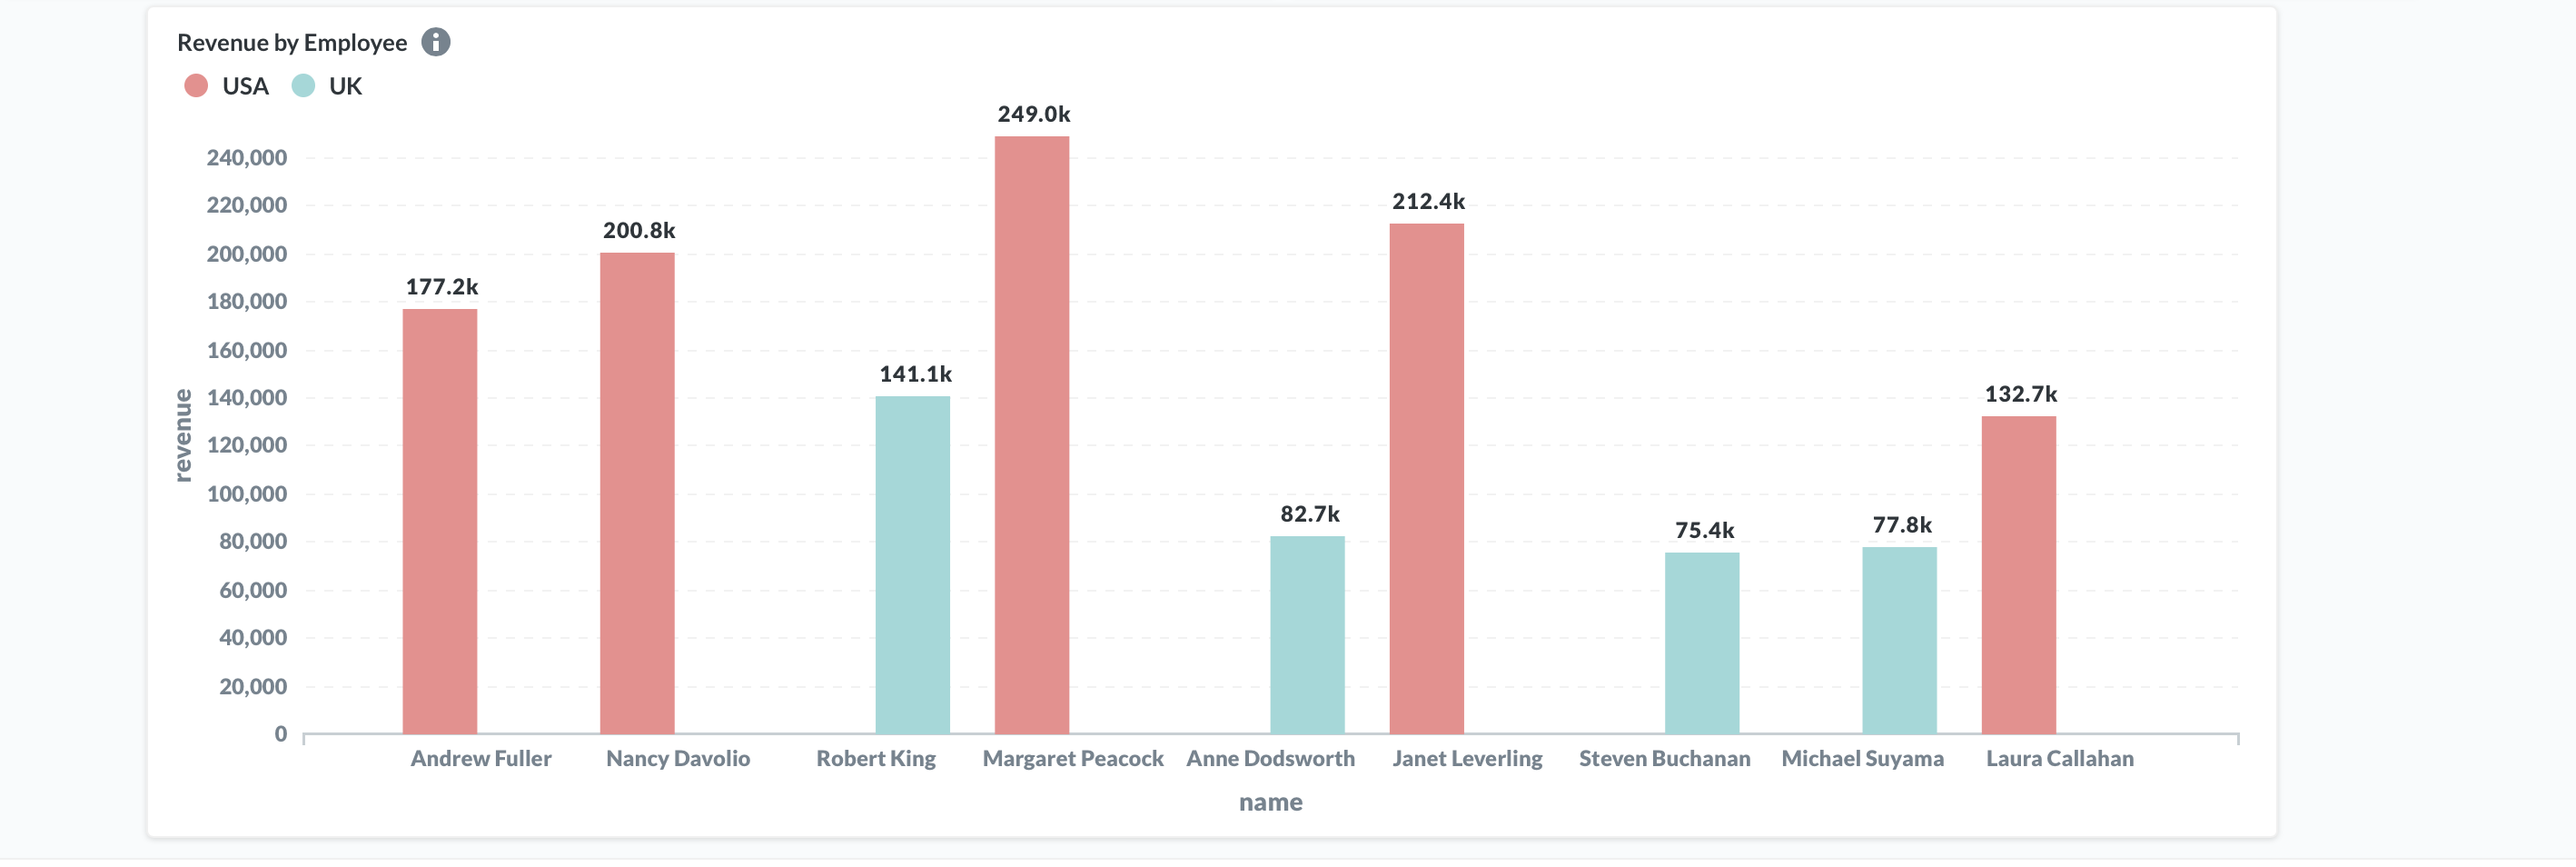 Revenue by Employee
USA UK
249.0k
240,000
220,000
212.4k
200.8k
200,000
177.2k
180,000
160,000
141.1k
140,000
132.7k
120,000
100,000
82.7k
80,000
75.4k
77.8k
60,000
40,000
20,000
0
revenue
Andrew Fuller Nancy Davolio Robert King Margaret Peacock Anne Dodsworth Janet Leverling Steven Buchanan Michael Suyama Laura Callahan
name